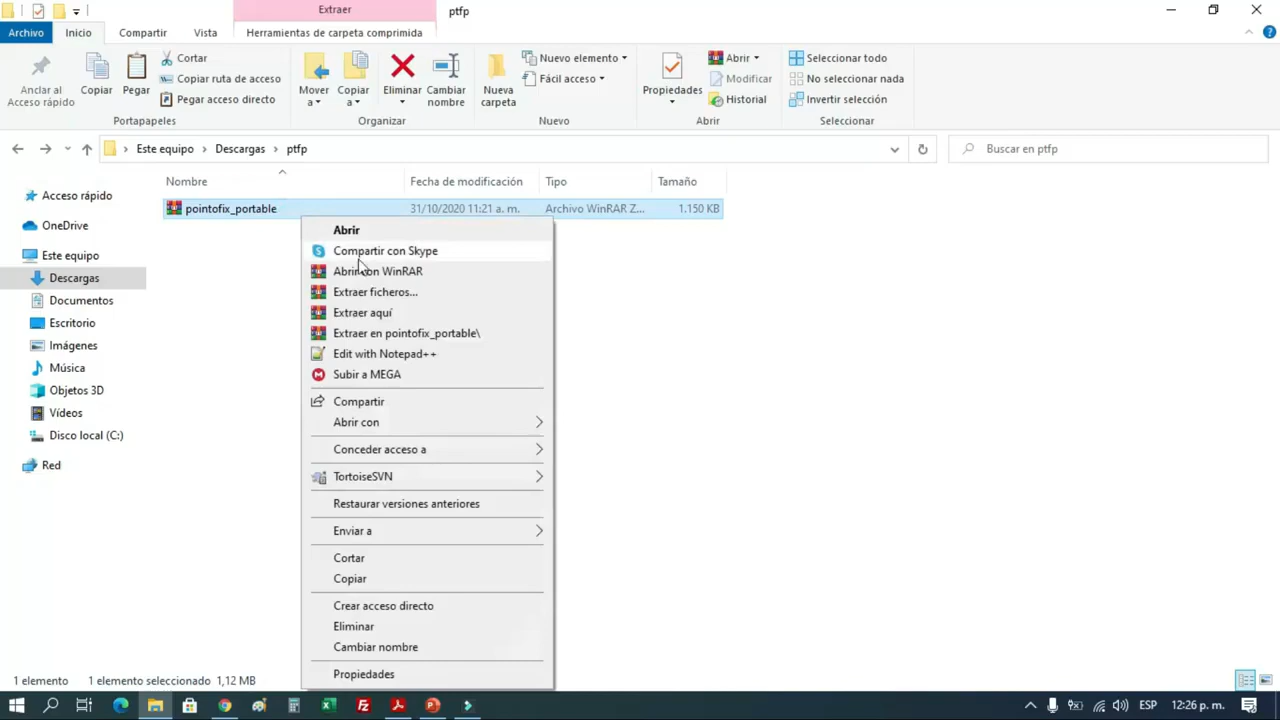 Extraer
ptfp
Archivo
Inicio
Compartir
Vista
Herramientas de carpeta comprimida
Anclar al
Acceso rápido
Copiar
Pegar
Cortar
Copiar ruta de acceso
Pegar acceso directo
Portapapeles
Mover
a
Copiar
a
Eliminar
Cambiar
nombre
Organizar
Nueva
carpeta
Nuevo elemento
Fácil acceso
Nuevo
Propiedades
Abrir
Modificar
Historial
Abrir
Seleccionar todo
No seleccionar nada
Invertir selección
Seleccionar
Este equipo
Descargas
ptfp
Buscar en ptfp
Nombre
Fecha de modificación
Tipo
Tamaño
pointofix_portable
31/10/2020 11:21 a. m.
Archivo WinRAR Z...
1.150 KB
Acceso rápido
OneDrive
Este equipo
Descargas
Documentos
Escritorio
Imágenes
Música
Objetos 3D
Vídeos
Disco local (C:)
Red
Abrir
Compartir con Skype
Abrir con WinRAR
Extraer ficheros...
Extraer aquí
Extraer en pointofix_portable\
Edit with Notepad++
Subir a MEGA
Compartir
Abrir con
Conceder acceso a
TortoiseSVN
Restaurar versiones anteriores
Enviar a
Cortar
Copiar
Crear acceso directo
Eliminar
Cambiar nombre
Propiedades
1 elemento
1 elemento seleccionado 1,12 MB
ESP
12:26 p. m.